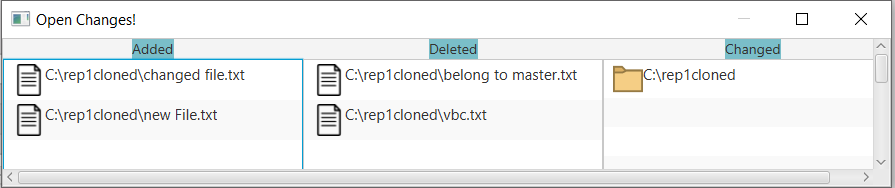 Open Changes!
Added
Deleted
Changed
C:\rep1cloned\changed file.txt
C:\rep1cloned\new File.txt
C:\rep1cloned\belong to master.txt
C:\rep1cloned\vbc.txt
C:\rep1cloned